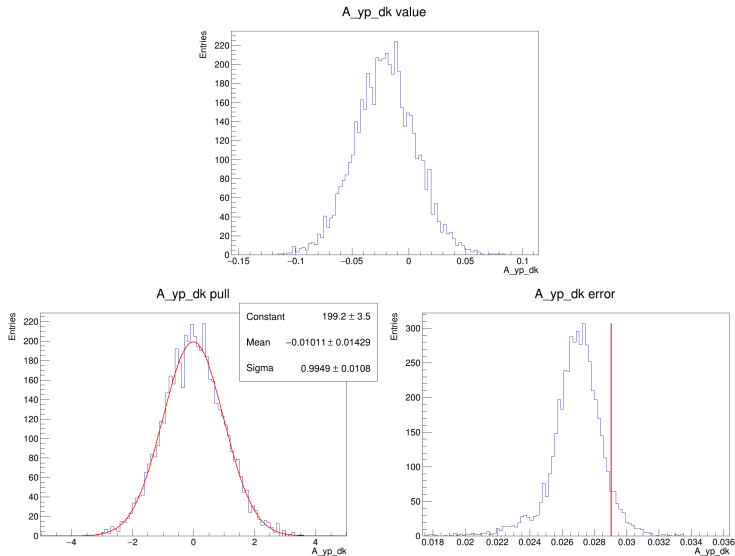 A_yp_dk value
Entries
220
200
180
160
140
120
100
80
60
40
20
0
−0.15 −0.1 −0.05 0 0.05 0.1
A_yp_dk
A_yp_dk pull
Entries
220
200
180
160
140
120
100
80
60
40
20
0
−4 −2 0 2 4
A_yp_dk
Constant 199.2 ± 3.5
Mean −0.01011 ± 0.01429
Sigma 0.9949 ± 0.0108
A_yp_dk error
Entries
300
250
200
150
100
50
0
0.018 0.02 0.022 0.024 0.026 0.028 0.03 0.032 0.034 0.036
A_yp_dk